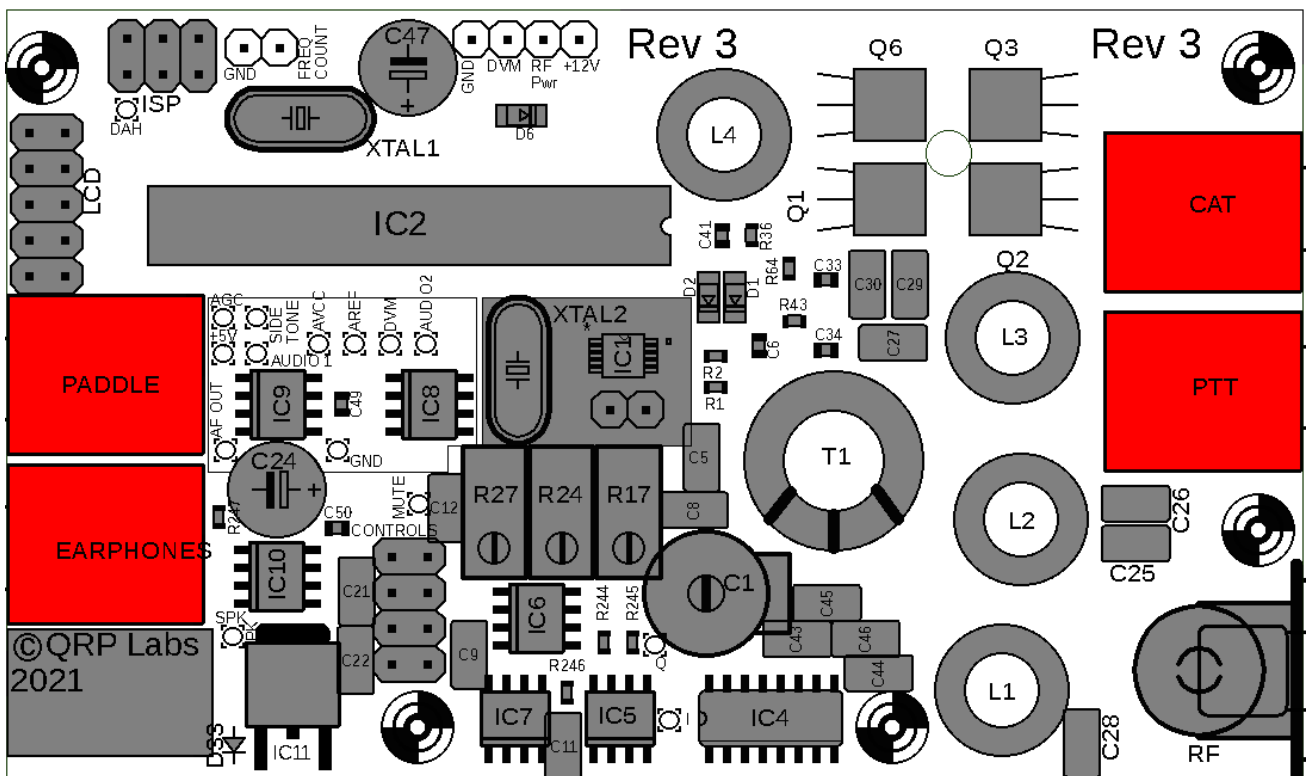 C47
Rev 3
Rev 3
Q6
Q3
GND
FREQ
COUNT
GND
DVM
RF
Pwr
+12V
ISP
DAH
D6
XTAL1
L4
LCD
IC2
Q1
CAT
C41
R36
Q2
R64
C33
C30
C29
D2
D1
AGC
SIDE
TONE
AVCC
AREF
DVM
AUDIO2
XTAL2
*
R43
+5V
AUDIO 1
IC1
C6
C34
C27
L3
PADDLE
R2
PTT
R1
AF OUT
IC9
C49
IC8
GND
C24
+
C5
T1
MUTE
C12
R27
R24
R17
C8
L2
C26
R247
C50
CONTROLS
EARPHONES
C25
IC10
C21
C1
SPK
IC6
R244
R245
C45
C43
C46
©QRP Labs
2021
C22
C9
Q
C44
R246
L1
IC7
IC5
I
IC4
D33
IC11
C11
C28
RF